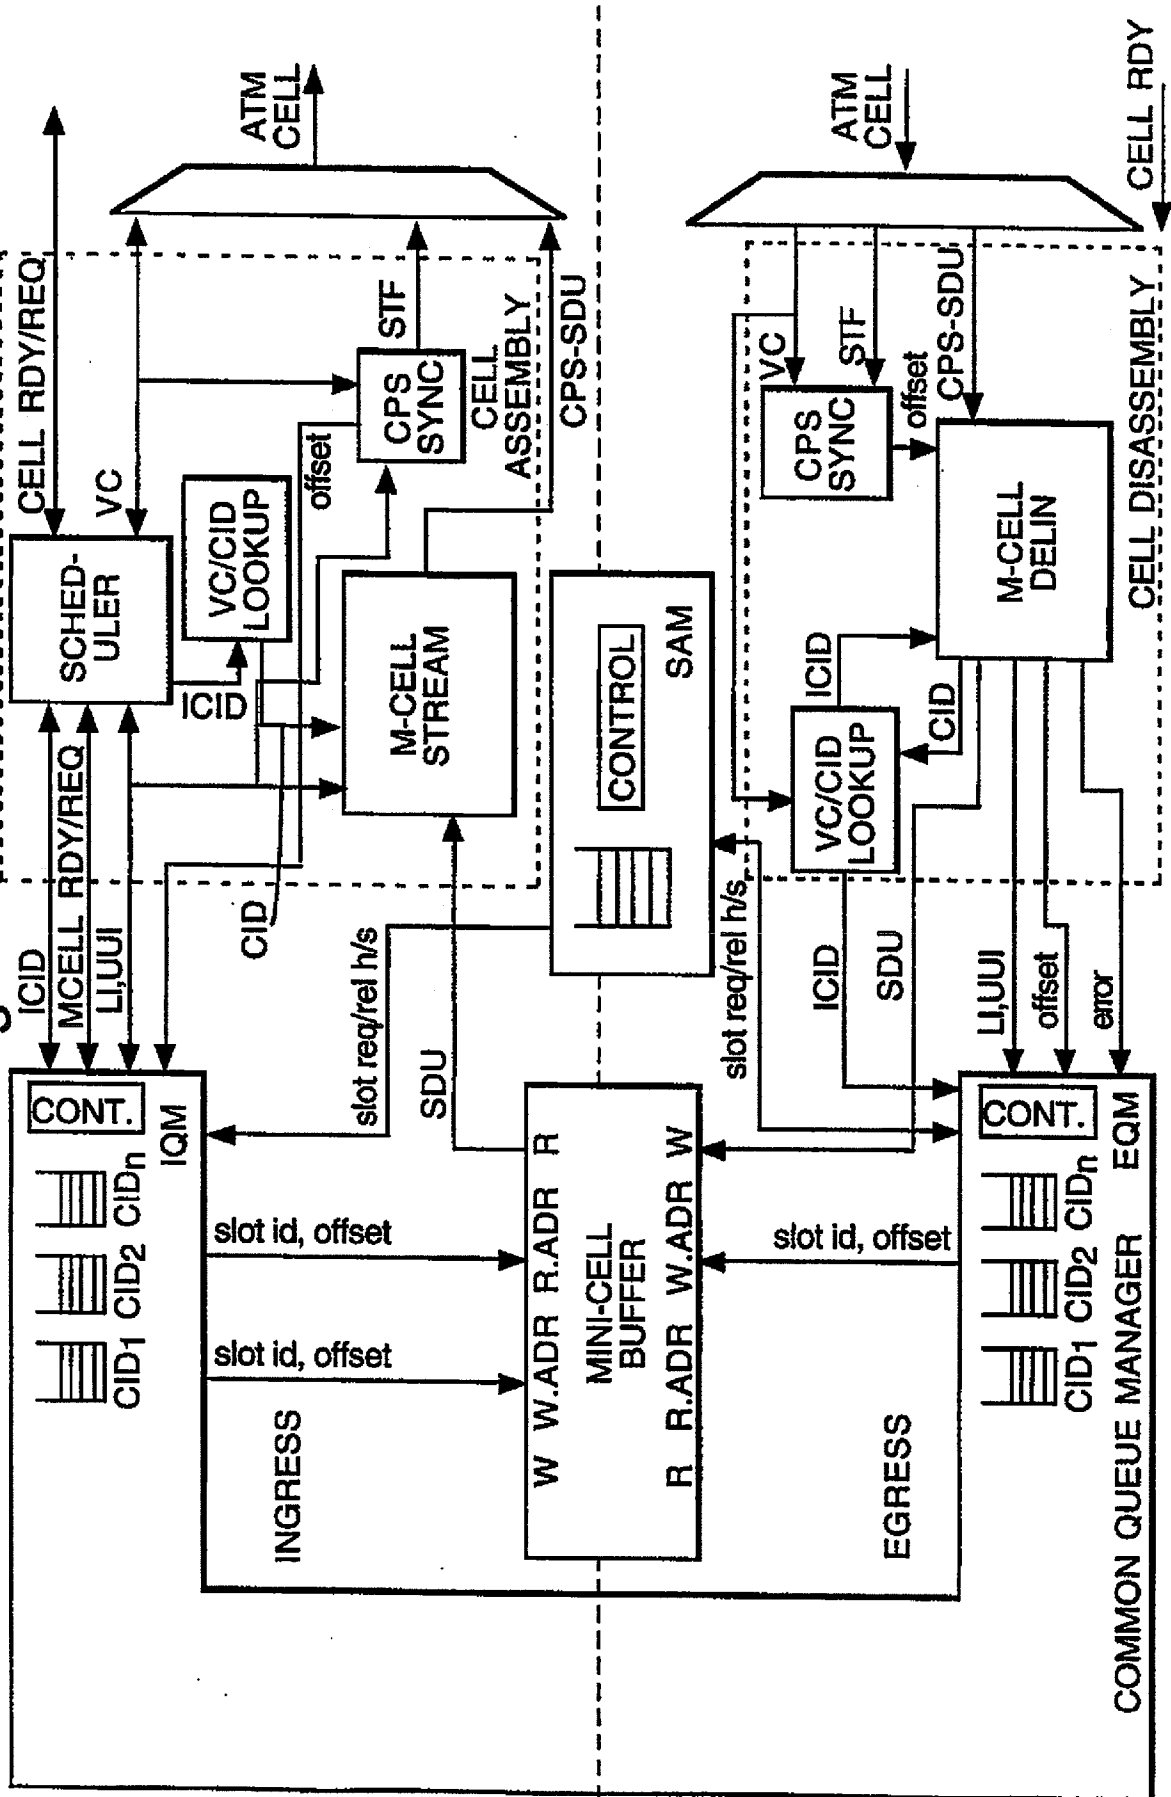 CELL RDY/REQ
VC
SCHED-
ULER
ICID
MCELL RDY/REQ
LI,UUI
ICID
VC/CID
LOOKUP
offset
CID
M-CELL
STREAM
CPS
SYNC
STF
CELL
ASSEMBLY
CPS-SDU
ATM
CELL
CONT.
IQM
CID1
CID2
CIDn
slot req/rel h/s
SDU
slot id, offset
slot id, offset
INGRESS
W W.ADR R.ADR R
MINI-CELL
BUFFER
R R.ADR W.ADR W
CONTROL
SAM
EGRESS
slot id, offset
slot req/rel h/s
ICID
SDU
LI,UUI
offset
error
VC/CID
LOOKUP
ICID
CID
M-CELL
DELIN
CPS
SYNC
offset
VC
STF
CPS-SDU
CELL DISASSEMBLY
ATM
CELL
CELL RDY
CONT.
CID1
CID2
CIDn
COMMON QUEUE MANAGER EQM